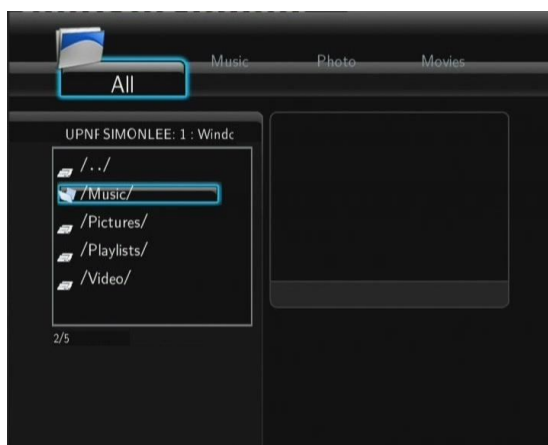 All
Music
Photo
Movies
UPNF SIMONLEE: 1 : Windc
/../
/Music/
/Pictures/
/Playlists/
/Video/
2/5